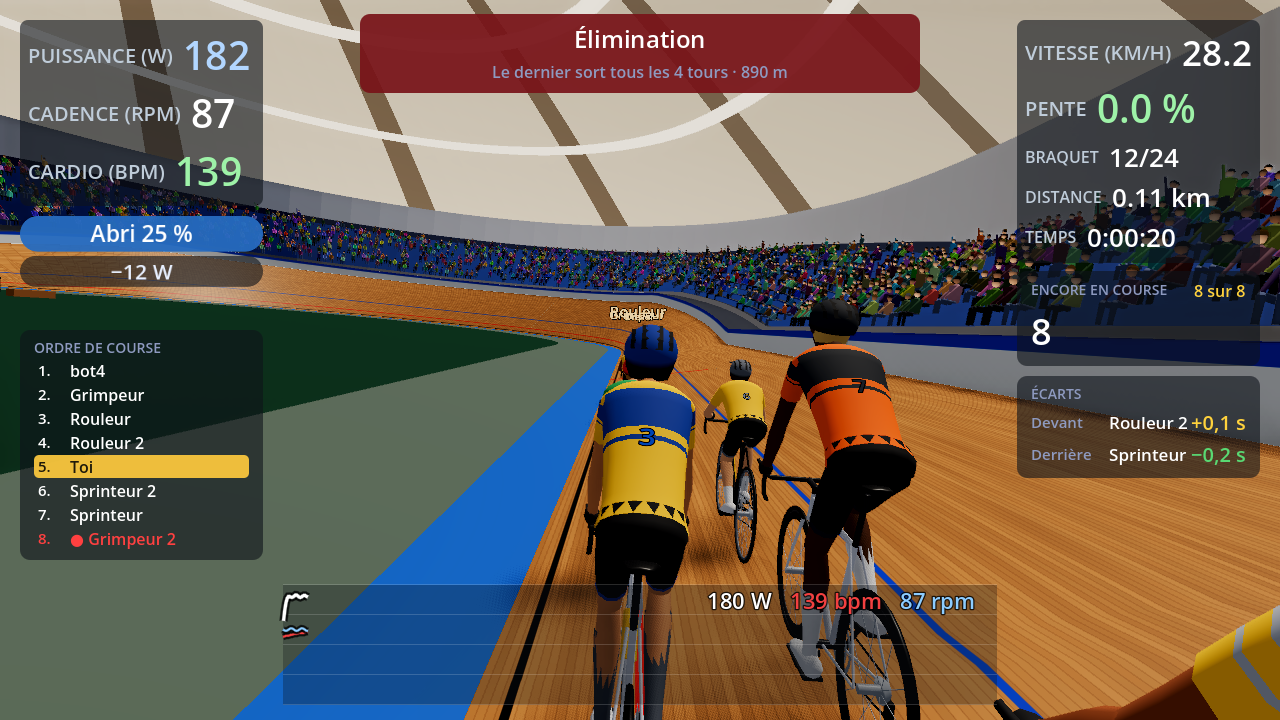 PUISSANCE (W) 182
CADENCE (RPM) 87
CARDIO (BPM) 139
Abri 25 %
−12 W
Élimination
Le dernier sort tous les 4 tours · 890 m
VITESSE (KM/H) 28.2
PENTE 0.0 %
BRAQUET 12/24
DISTANCE 0.11 km
TEMPS 0:00:20
ENCORE EN COURSE 8 sur 8
8
ÉCARTS
Devant Rouleur 2 +0,1 s
Derrière Sprinteur −0,2 s
ORDRE DE COURSE
1. bot4
2. Grimpeur
3. Rouleur
4. Rouleur 2
5. Toi
6. Sprinteur 2
7. Sprinteur
8. Grimpeur 2
Rouleur
3
7
180 W 139 bpm 87 rpm